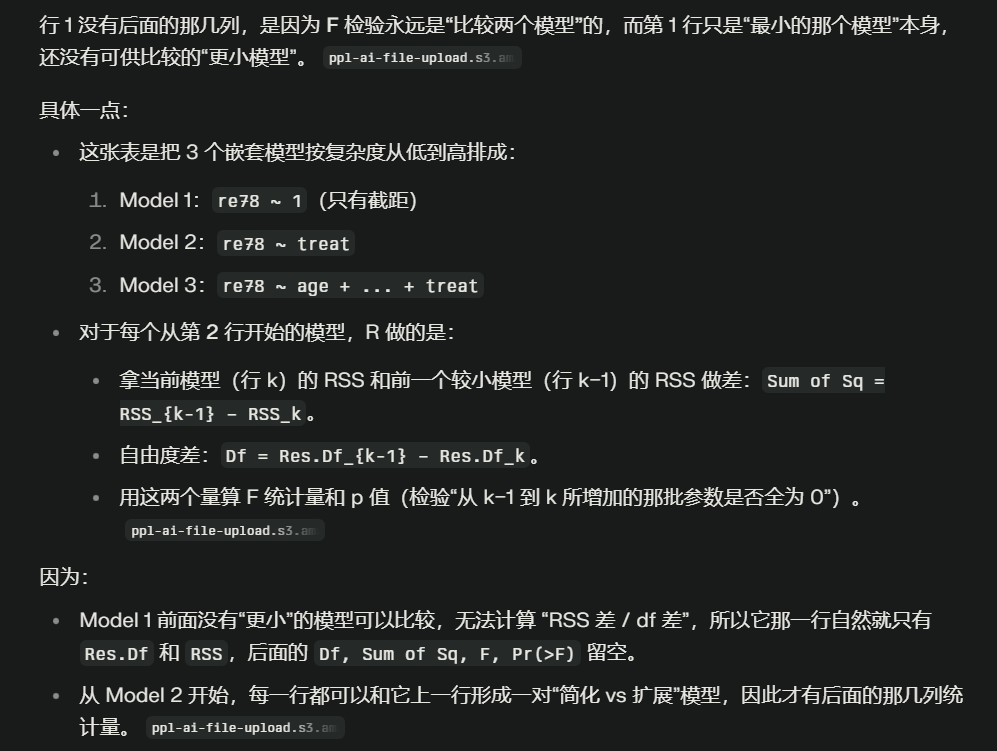 行 1 没有后面的那几列，是因为 F 检验永远是“比较两个模型”的，而第 1 行只是“最小的那个模型”本身，
还没有可供比较的“更小模型”。 ppl-ai-file-upload.s3.am
具体一点：
• 这张表是把 3 个嵌套模型按复杂度从低到高排成：
1. Model 1： re78 ~ 1 （只有截距）
2. Model 2： re78 ~ treat
3. Model 3： re78 ~ age + ... + treat
• 对于每个从第 2 行开始的模型，R 做的是：
• 拿当前模型（行 k）的 RSS 和前一个较小模型（行 k−1）的 RSS 做差： Sum of Sq =
RSS_{k-1} - RSS_k 。
• 自由度差： Df = Res.Df_{k-1} - Res.Df_k 。
• 用这两个量算 F 统计量和 p 值（检验“从 k−1 到 k 所增加的那批参数是否全为 0”）。
ppl-ai-file-upload.s3.am
因为：
• Model 1 前面没有“更小”的模型可以比较，无法计算 “RSS 差 / df 差”，所以它那一行自然就只有
Res.Df 和 RSS ，后面的 Df, Sum of Sq, F, Pr(>F) 留空。
• 从 Model 2 开始，每一行都可以和它上一行形成一对“简化 vs 扩展”模型，因此才有后面的那几列统
计量。 ppl-ai-file-upload.s3.am